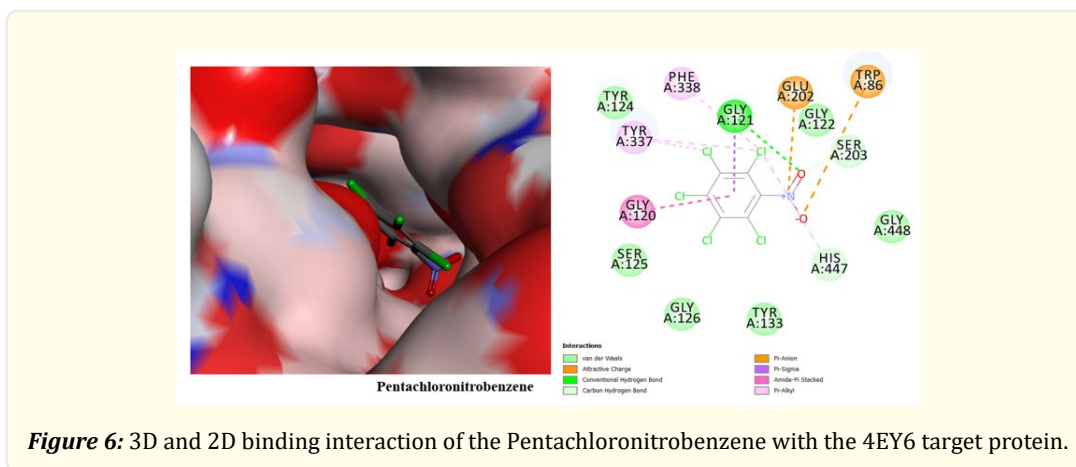 PHE
A:338
GLU
A:202
TRP
A:86
TYR
A:124
GLY
A:121
GLY
A:122
TYR
A:337
SER
A:203
Cl
Cl
Cl
O
+N
-O
Cl
Cl
Cl
GLY
A:120
GLY
A:448
SER
A:125
HIS
A:447
GLY
A:126
TYR
A:133
Interactions
van der Waals
Attractive Charge
Conventional Hydrogen Bond
Carbon Hydrogen Bond
Pi-Anion
Pi-Sigma
Amide-Pi Stacked
Pi-Alkyl
Pentachloronitrobenzene
Figure 6: 3D and 2D binding interaction of the Pentachloronitrobenzene with the 4EY6 target protein.